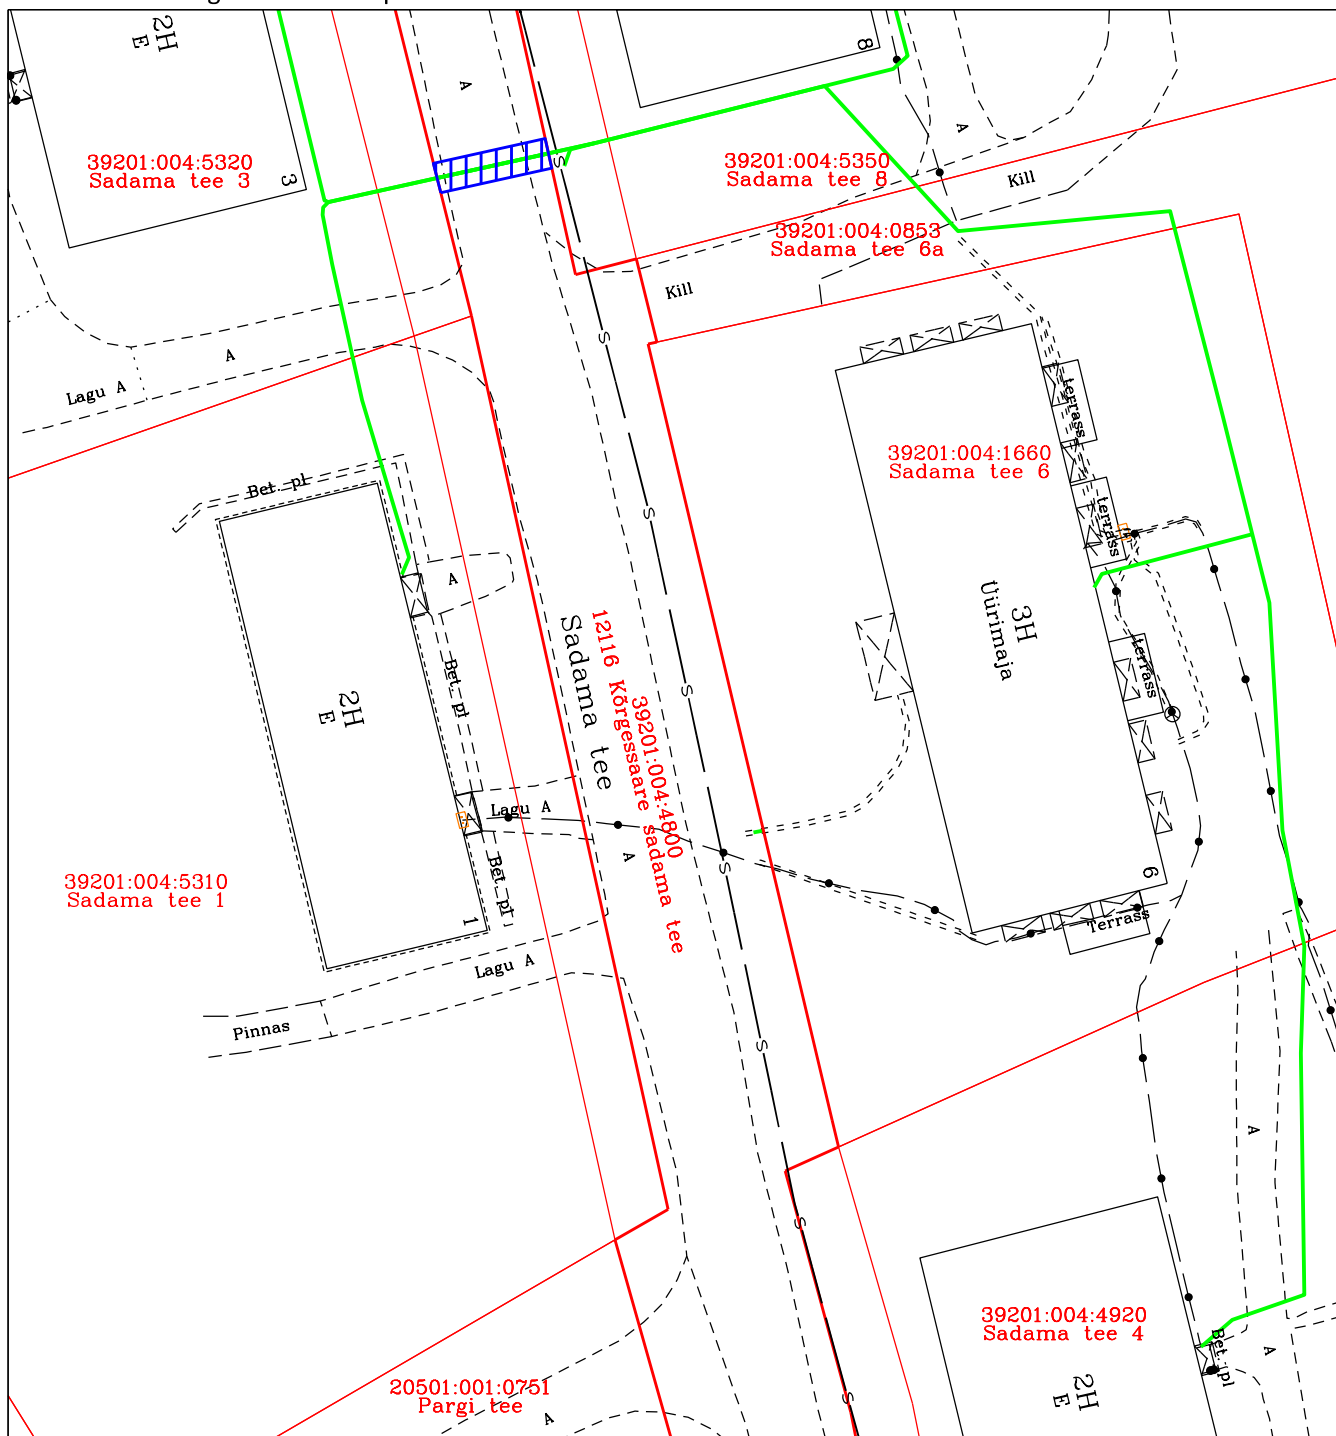 2H
E
A
8
A
39201:004:5320
Sadama tee 3
3
S
39201:004:5350
Sadama tee 8
Kill
39201:004:0853
Sadama tee 6a
Kill
S
A
Lagu A
terrass
39201:004:1660
Sadama tee 6
Bet. pl
S
terrass
A
3H
Üürimaja
12116 Kõrgessaare sadama tee
39201:004:4800
Sadama tee
terrass
Bet. pl
2H
E
S
Lagu A
A
S
Bet. pl
39201:004:5310
Sadama tee 1
6
1
Terrass
Lagu A
Pinnas
S
A
S
39201:004:4920
Sadama tee 4
Bet. pl
A
20501:001:0751
Pargi tee
A
S
2H
E